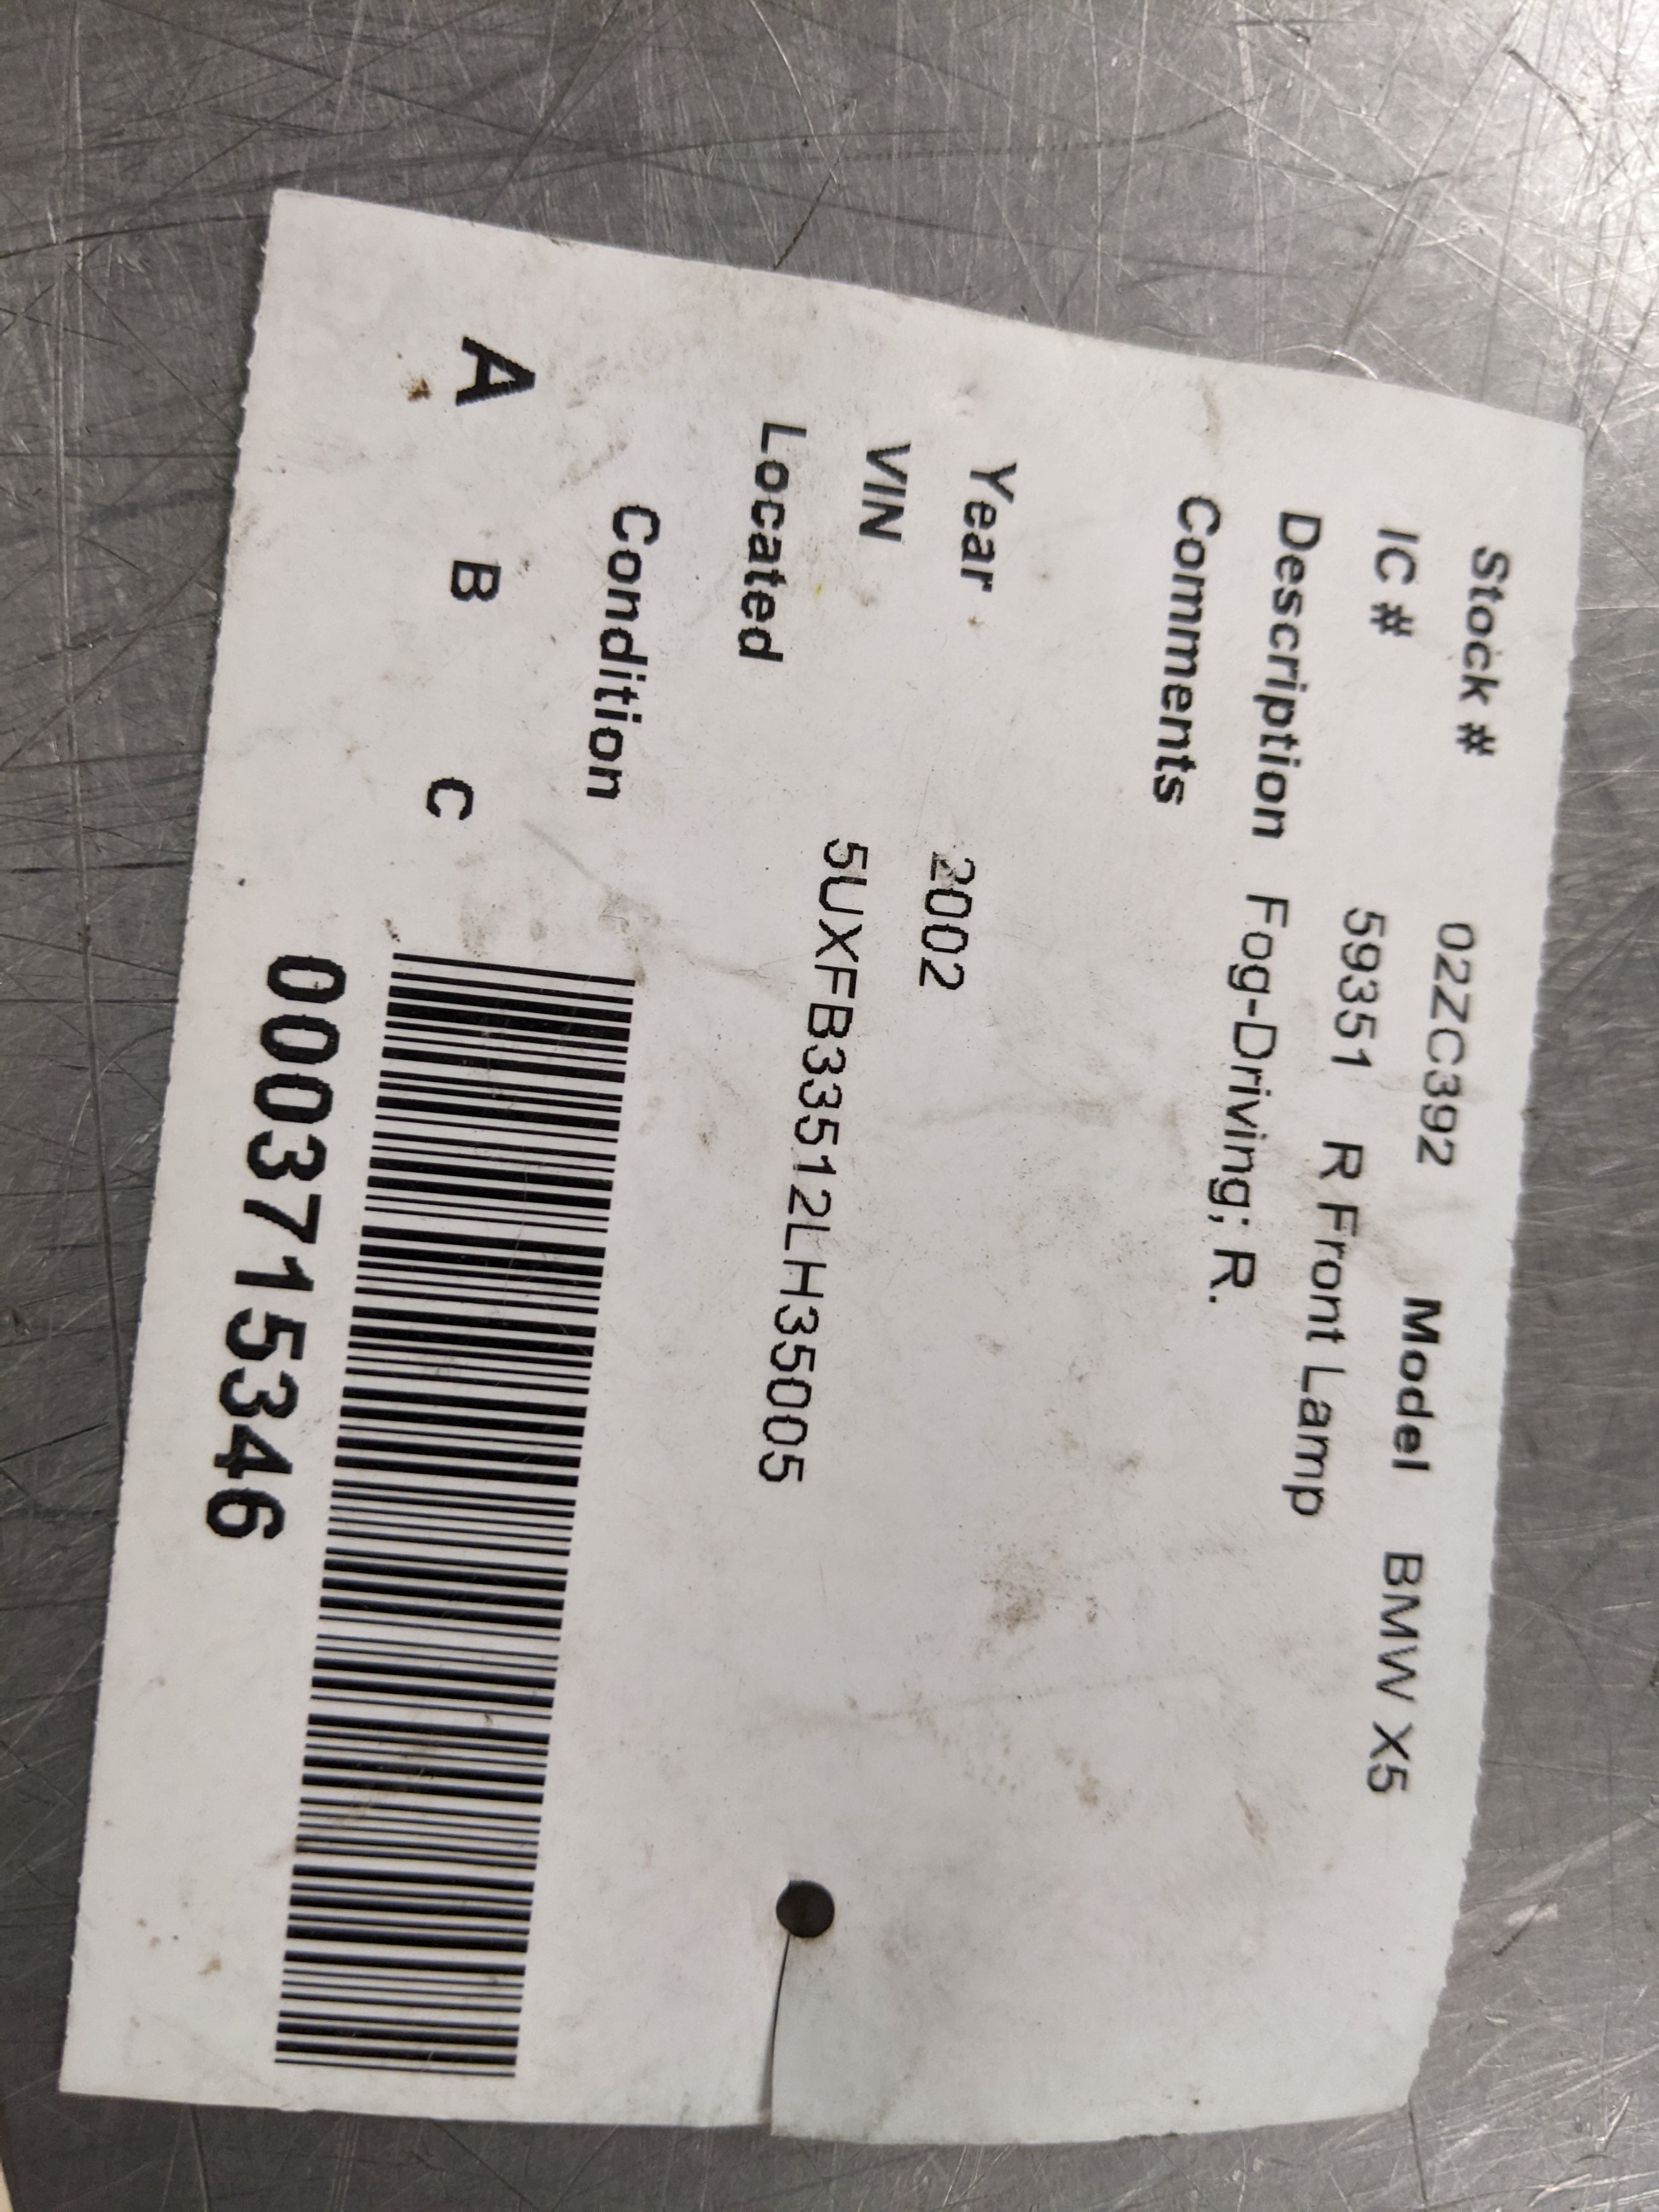 Stock # 02ZC392 Model BMW X5
IC # 59351 R Front Lamp
Description Fog-Driving; R.
Comments
Year 2002
VIN 5UXFB33512LH35005
Located
Condition
A B C
0003715346